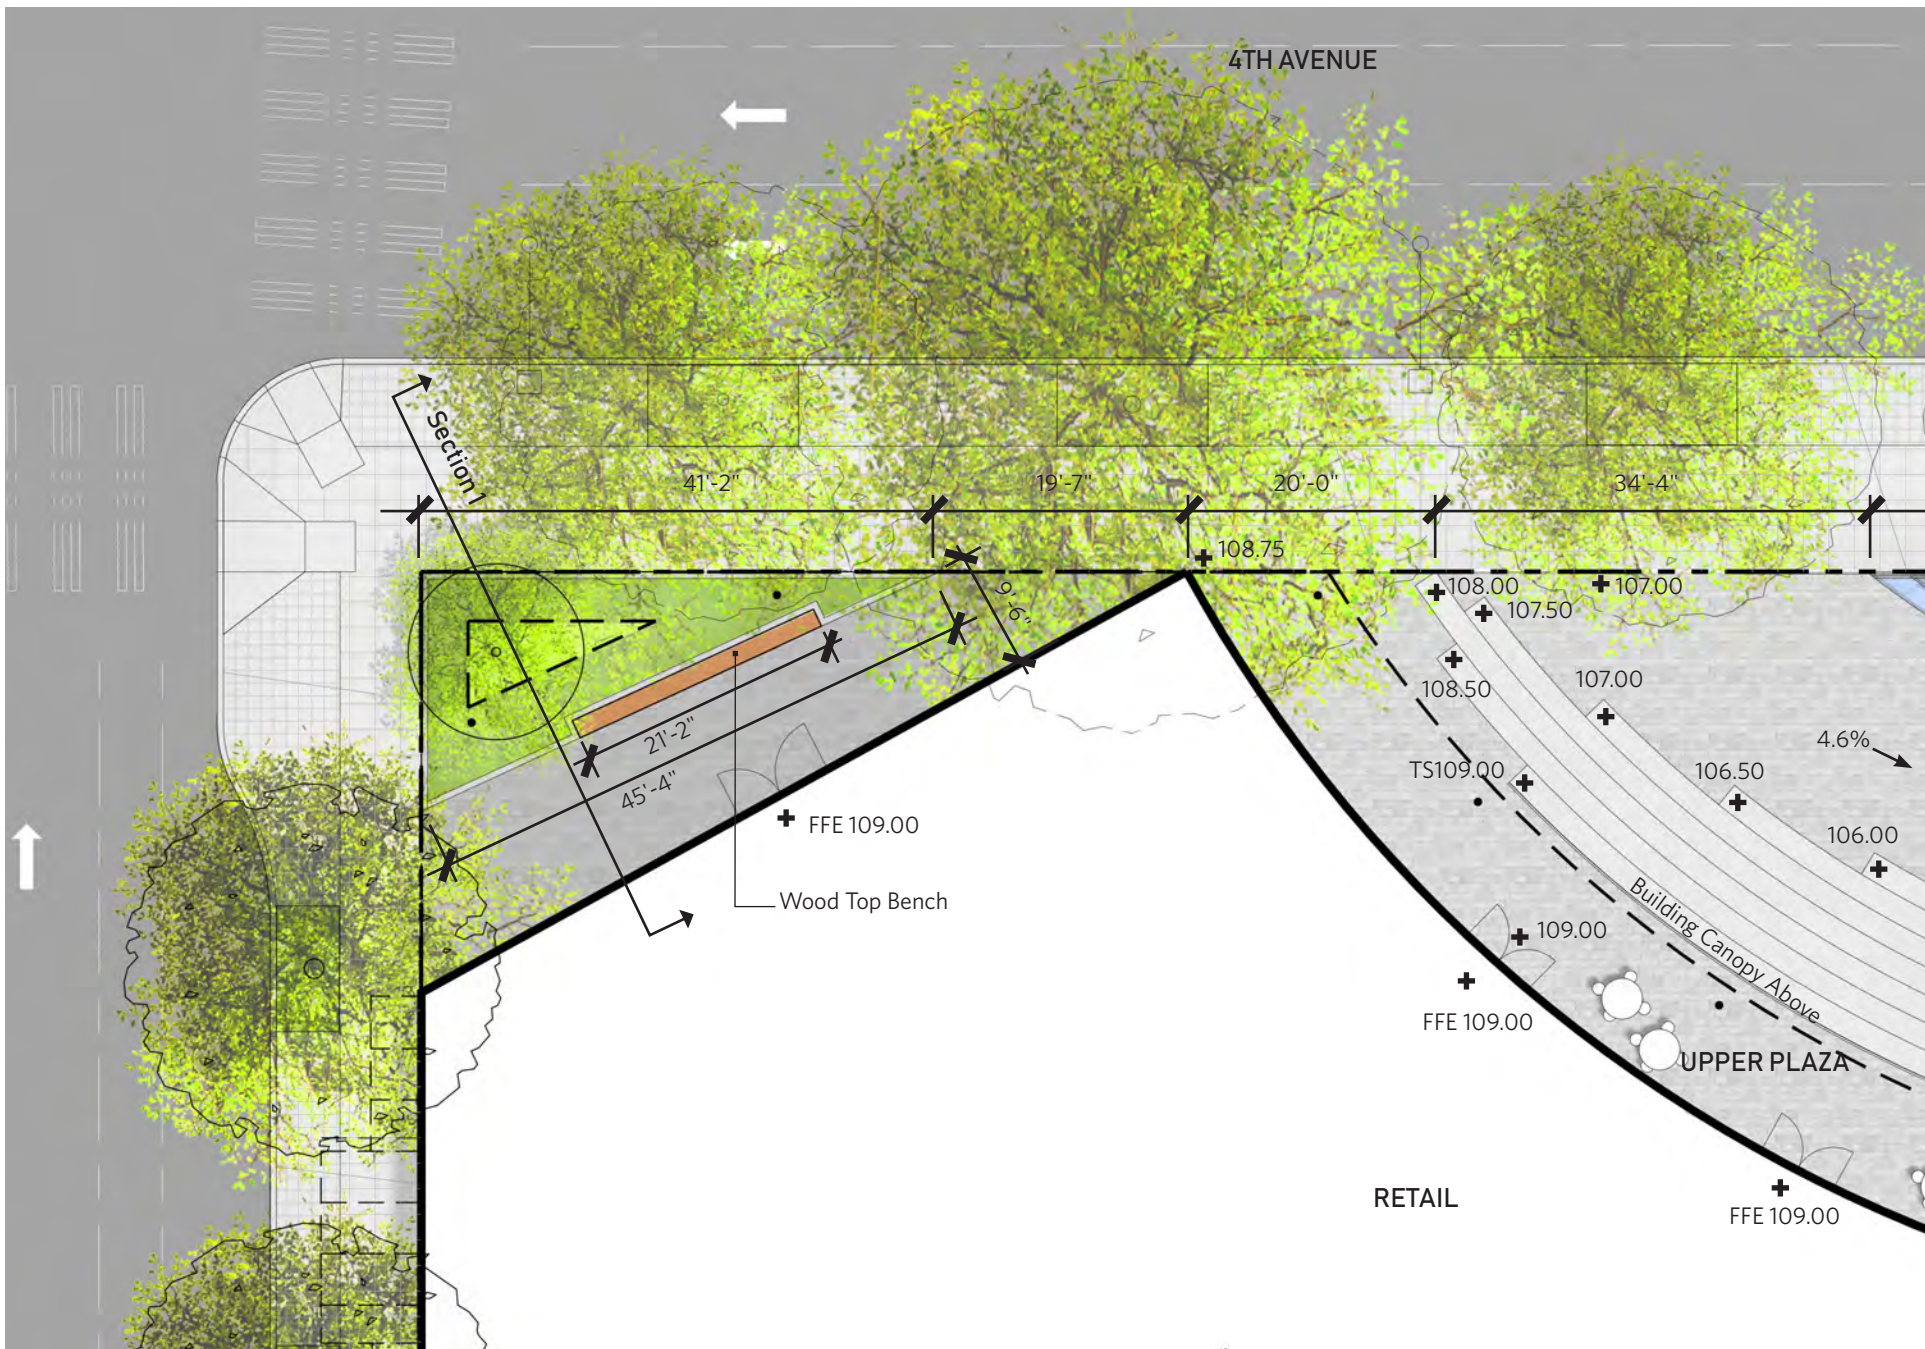 4TH AVENUE
Section 1
41'-2"
19'-7"
20'-0"
34'-4"
108.75
9'-6"
108.00
107.50
107.00
108.50
107.00
21'-2"
45'-4"
4.6%
TS109.00
106.50
FFE 109.00
106.00
Wood Top Bench
Building Canopy Above
109.00
FFE 109.00
UPPER PLAZA
RETAIL
FFE 109.00